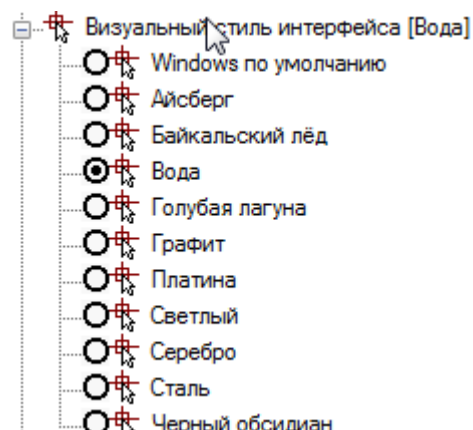 Визуальный стиль интерфейса [Вода]
Windows по умолчанию
Айсберг
Байкальский лёд
Вода
Голубая лагуна
Графит
Платина
Светлый
Серебро
Сталь
Черный обсидиан